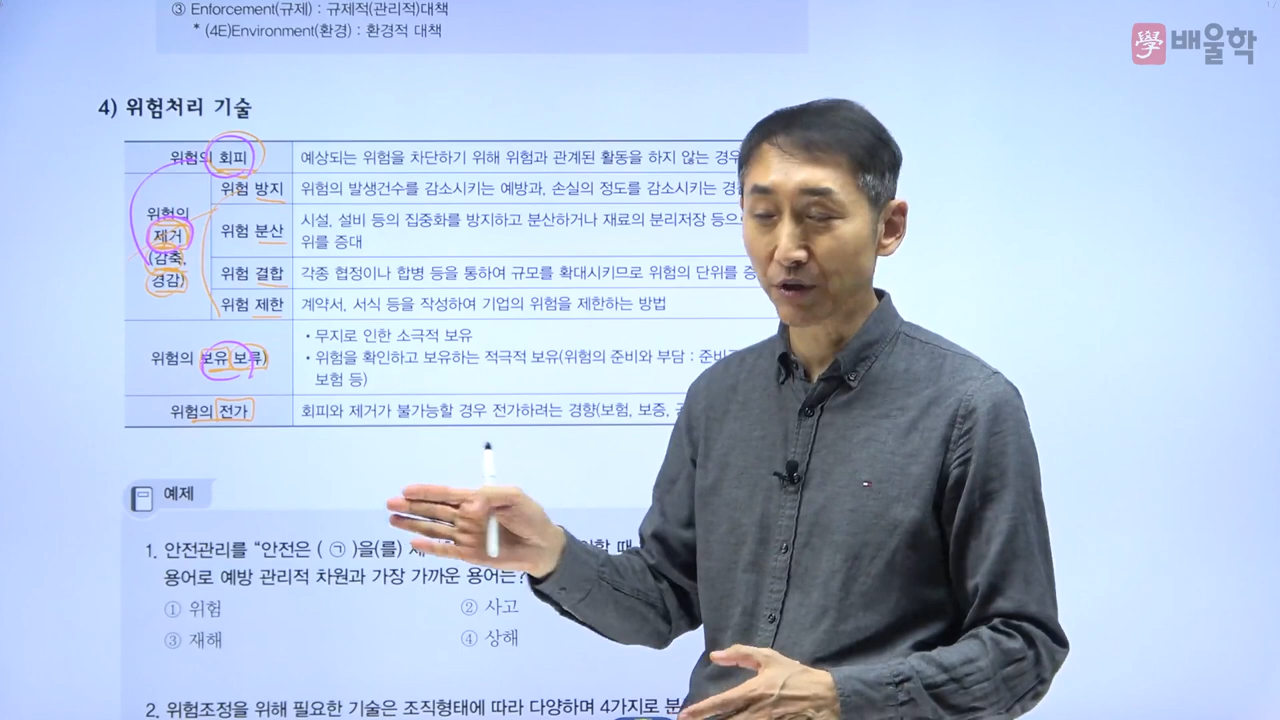 ③ Enforcement(규제) : 규제적(관리적)대책
* (4E)Environment(환경) : 환경적 대책
學 배울학
4) 위험처리 기술
위험의 회피
예상되는 위험을 차단하기 위해 위험과 관계된 활동을 하지 않는 경우
위험의
제거
(감축,
경감)
위험 방지
위험의 발생건수를 감소시키는 예방과, 손실의 정도를 감소시키는
위험 분산
시설, 설비 등의 집중화를 방지하고 분산하거나 재료의 분리저장 등으로
위를 증대
위험 결합
각종 협정이나 합병 등을 통하여 규모를 확대시키므로 위험의 단위를
위험 제한
계약서, 서식 등을 작성하여 기업의 위험을 제한하는 방법
위험의 보유 보류)
• 무지로 인한 소극적 보유
• 위험을 확인하고 보유하는 적극적 보유(위험의 준비와 부담 :
보험 등)
위험의 전가
회피와 제거가 불가능할 경우 전가하려는 경향(보험, 보증,
예제
1. 안전관리를 “안전은 ( ㉠ )을(를)
용어로 예방 관리적 차원과 가장 가까운 용어는?
① 위험
② 사고
③ 재해
④ 상해
2. 위험조정을 위해 필요한 기술은 조직형태에 따라 다양하며 4가지로